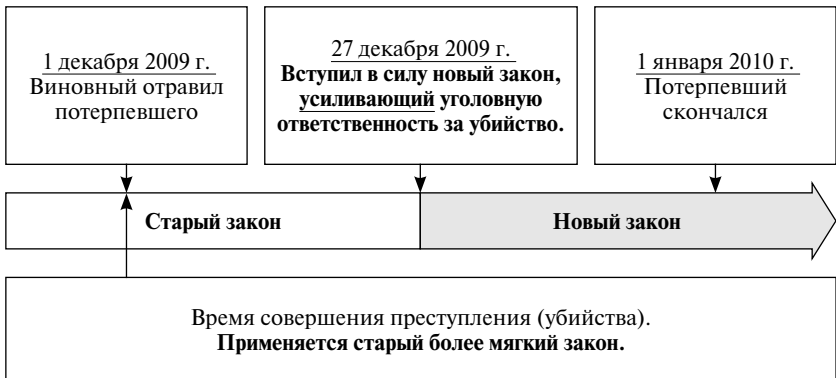 1 декабря 2009 г.
Виновный отравил
потерпевшего
27 декабря 2009 г.
Вступил в силу новый закон,
усиливающий уголовную
ответственность за убийство.
1 января 2010 г.
Потерпевший
скончался
Старый закон
Новый закон
Время совершения преступления (убийства).
Применяется старый более мягкий закон.